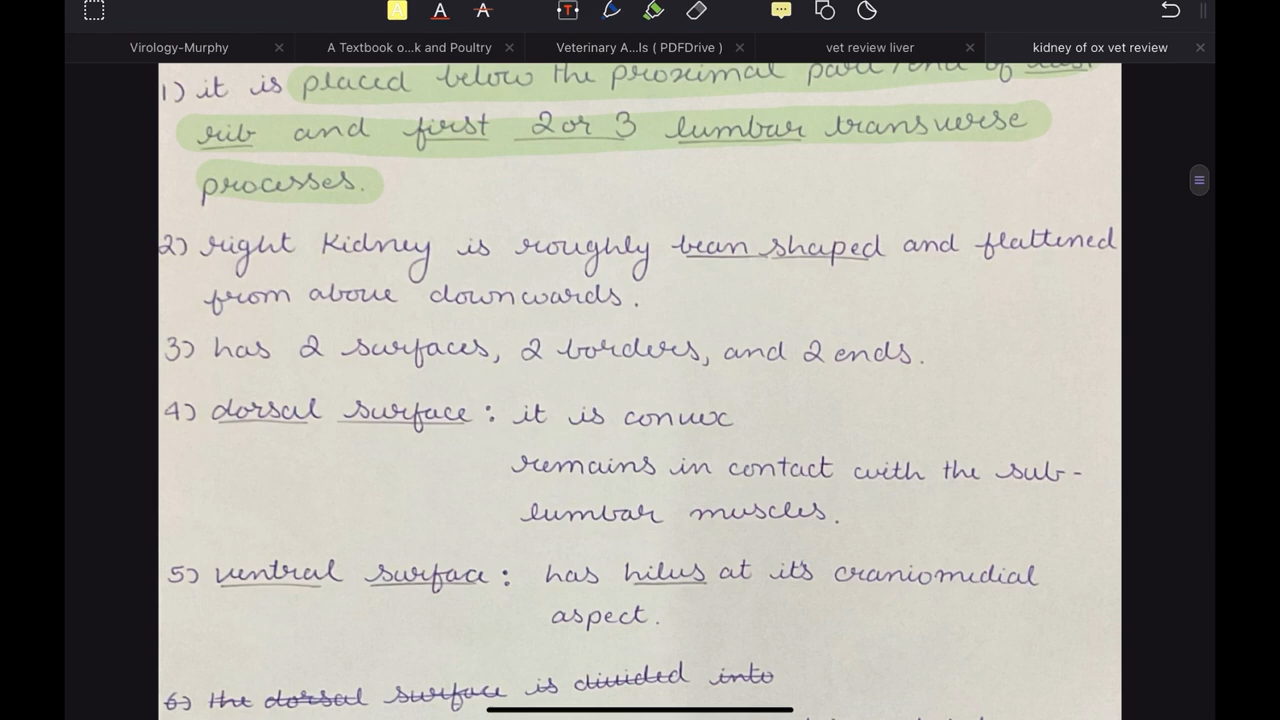 A A A T
Virology-Murphy × A Textbook o...k and Poultry × Veterinary A...ls ( PDFDrive ) × vet review liver × kidney of ox vet review ×
1) it is placed below the proximal part/end of last
rib and first 2 or 3 lumbar transverse
processes.
2) right Kidney is roughly bean shaped and flattened
from above downwards.
3) has 2 surfaces, 2 borders, and 2 ends.
4) dorsal surface : it is convex
remains in contact with the sub-
lumbar muscles.
5) ventral surface : has hilus at its craniomedial
aspect.
6) the dorsal surface is divided into